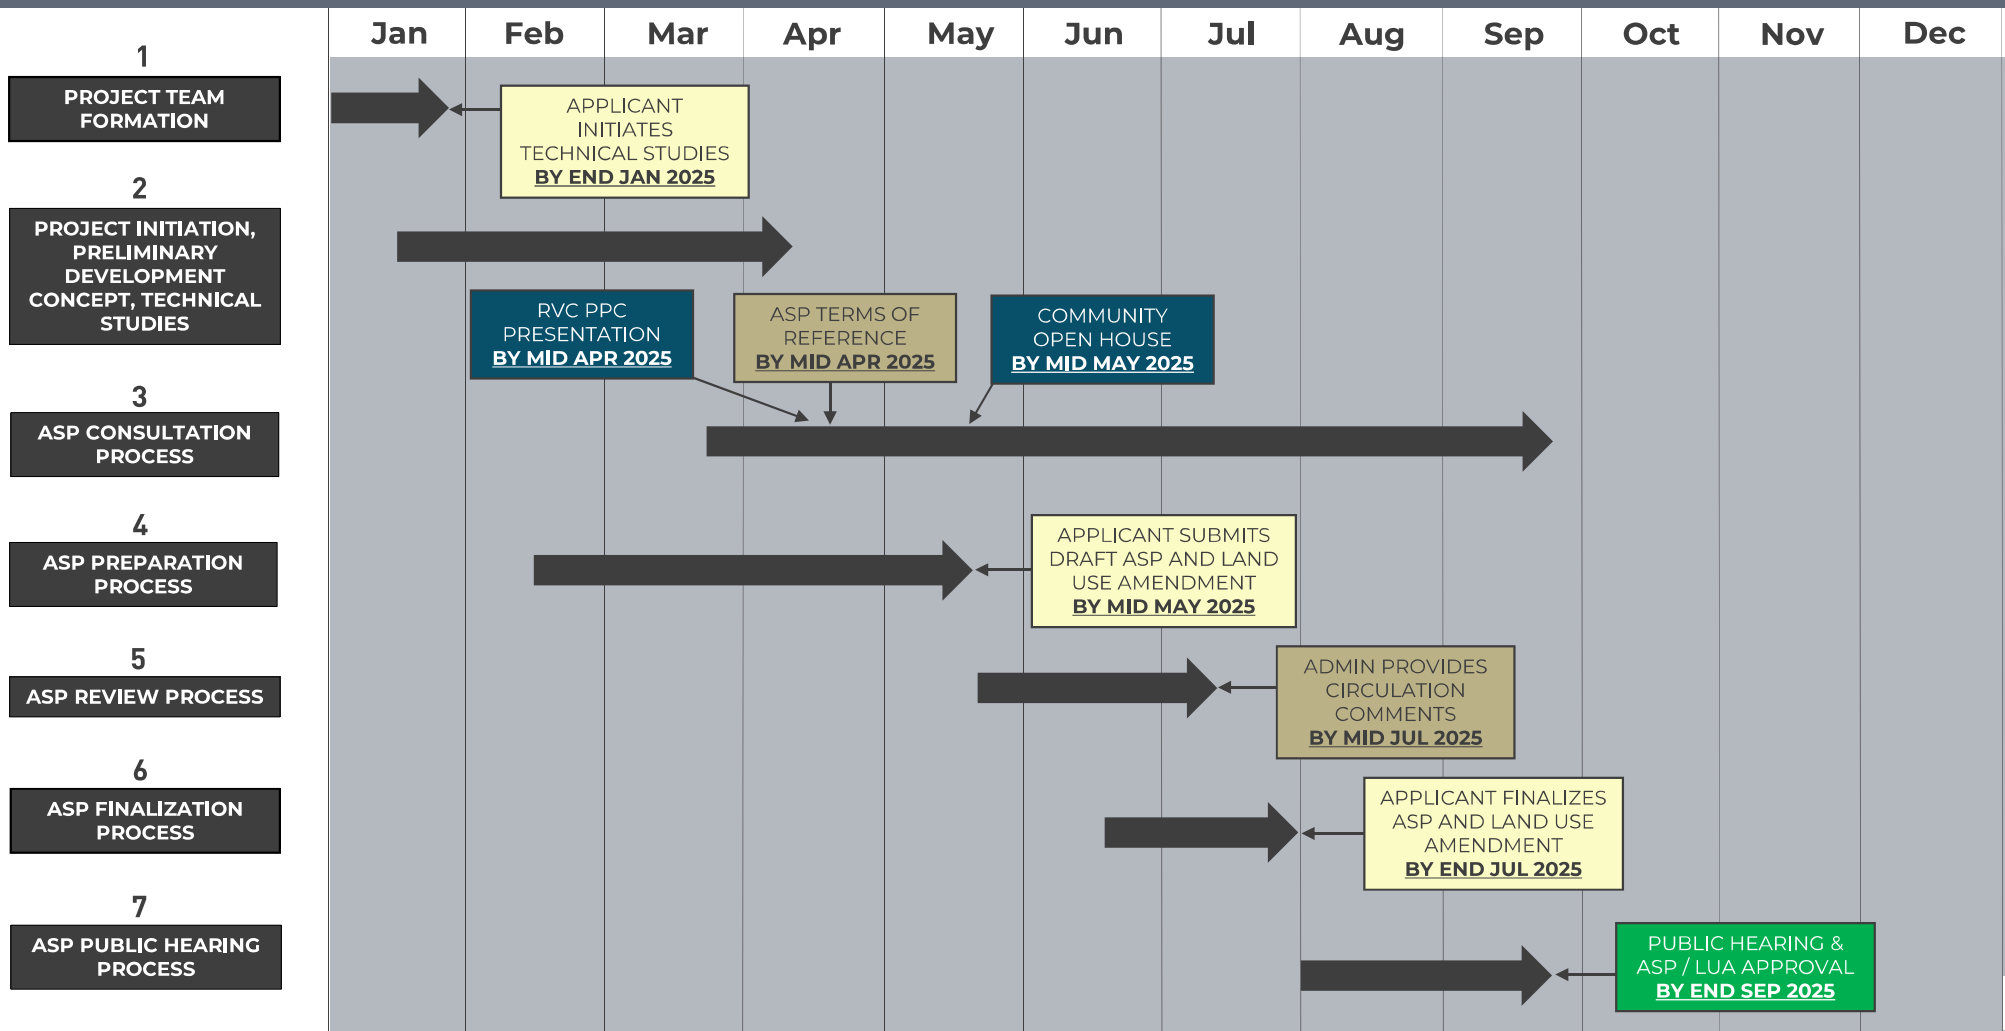 Jan Feb Mar Apr May Jun Jul Aug Sep Oct Nov Dec
1
PROJECT TEAM
FORMATION
APPLICANT
INITIATES
TECHNICAL STUDIES
BY END JAN 2025
2
PROJECT INITIATION,
PRELIMINARY
DEVELOPMENT
CONCEPT, TECHNICAL
STUDIES
RVC PPC
PRESENTATION
BY MID APR 2025
ASP TERMS OF
REFERENCE
BY MID APR 2025
COMMUNITY
OPEN HOUSE
BY MID MAY 2025
3
ASP CONSULTATION
PROCESS
4
ASP PREPARATION
PROCESS
APPLICANT SUBMITS
DRAFT ASP AND LAND
USE AMENDMENT
BY MID MAY 2025
5
ASP REVIEW PROCESS
ADMIN PROVIDES
CIRCULATION
COMMENTS
BY MID JUL 2025
6
ASP FINALIZATION
PROCESS
APPLICANT FINALIZES
ASP AND LAND USE
AMENDMENT
BY END JUL 2025
7
ASP PUBLIC HEARING
PROCESS
PUBLIC HEARING &
ASP / LUA APPROVAL
BY END SEP 2025